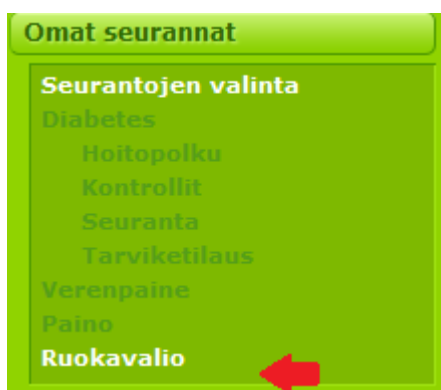 Omat seurannat
Seurantojen valinta
Diabetes
Hoitopolku
Kontrollit
Seuranta
Tarviketilaus
Verenpaine
Paino
Ruokavalio